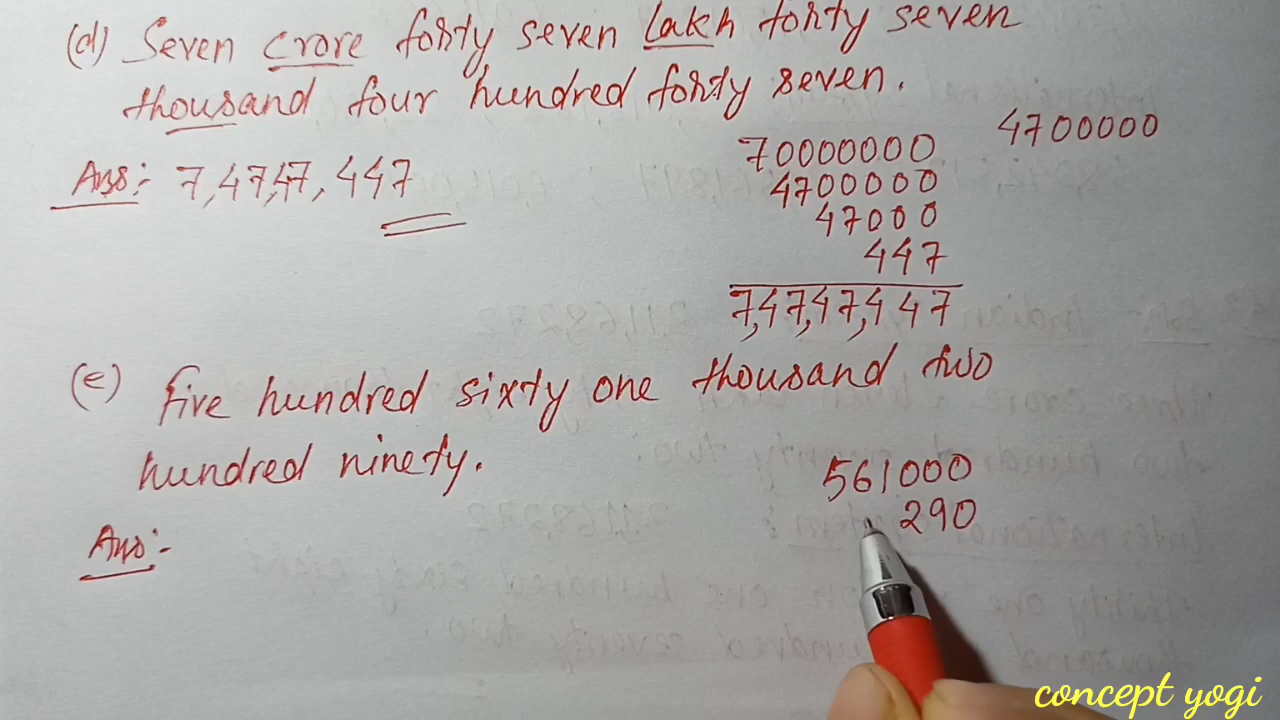 (d) Seven crore forty seven lakh forty seven
thousand four hundred forty seven.
4700000
70000000
4700000
47000
447
7,47,47,447
Ans:- 7,47,47,447
(e) Five hundred sixty one thousand two
hundred ninety.
561000
290
Ans:-
concept yogi